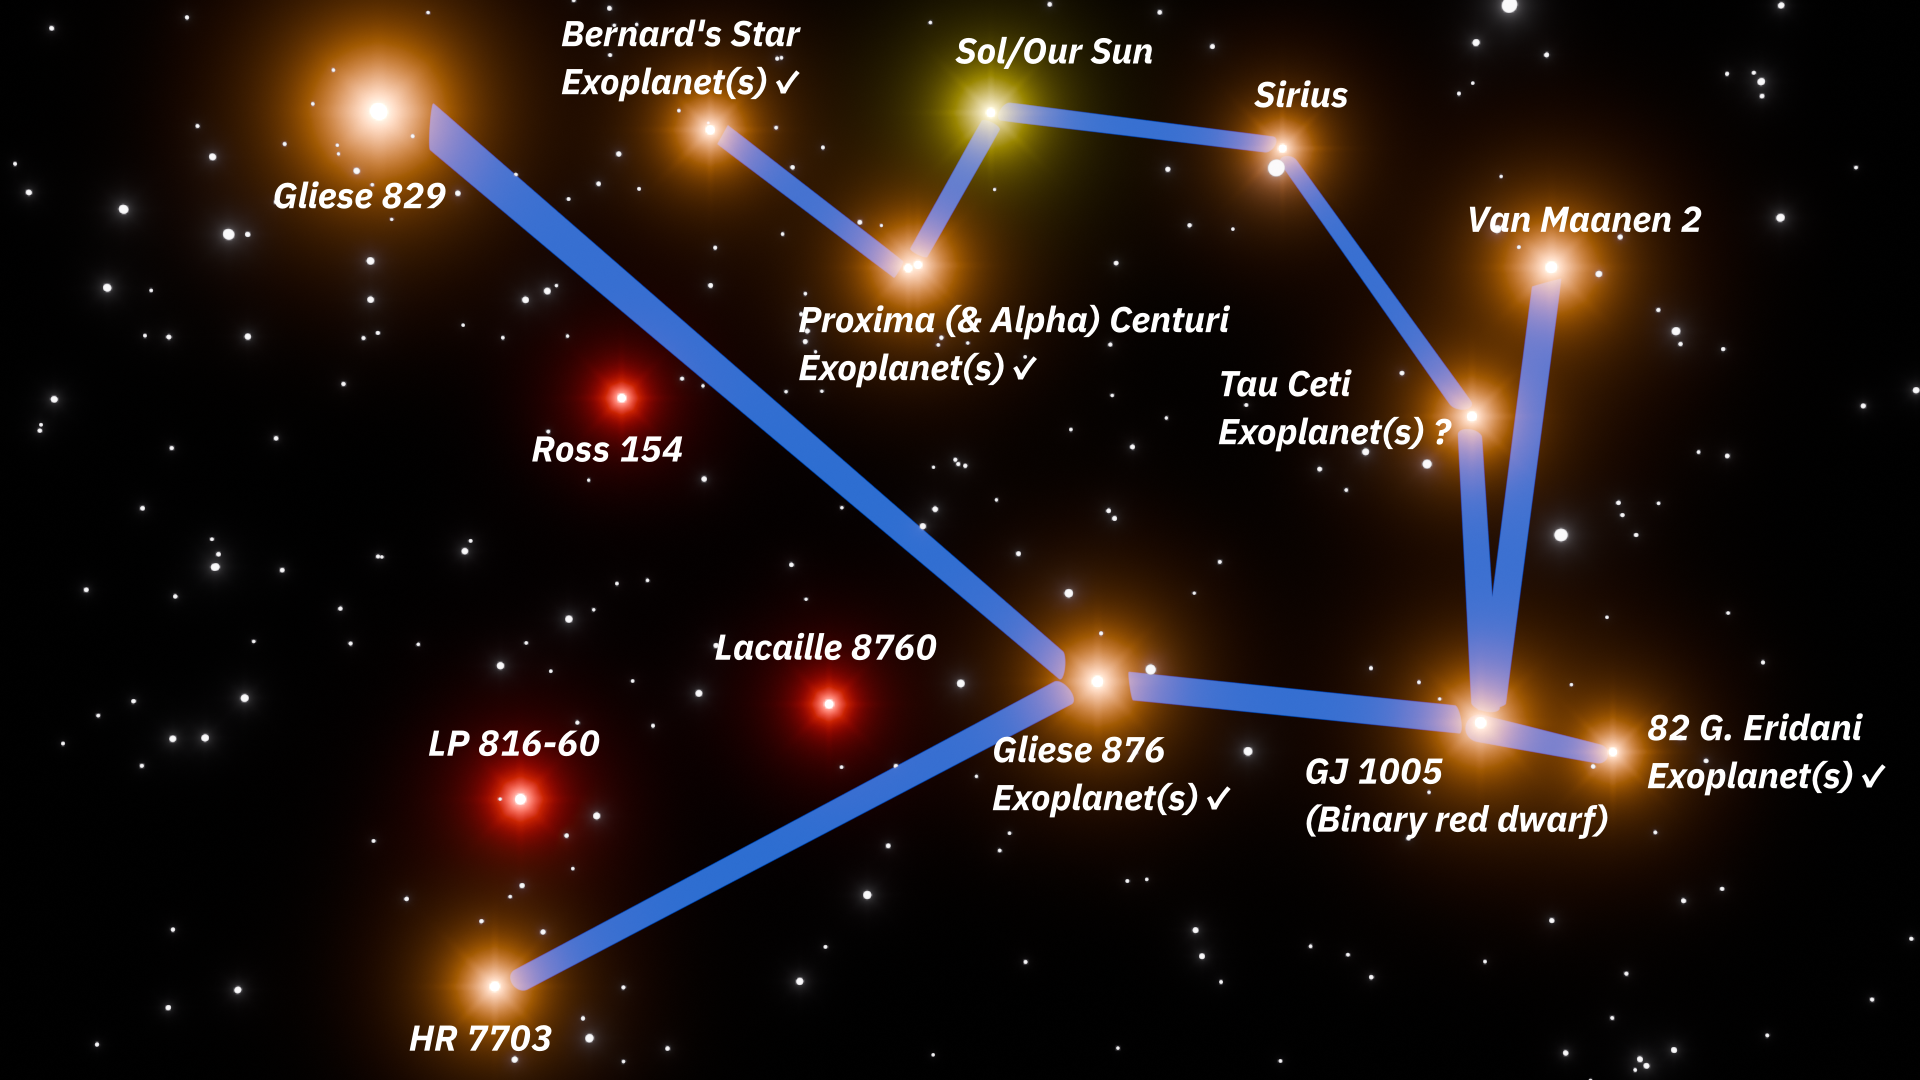 Bernard's Star
Exoplanet(s) ✓
Sol/Our Sun
Sirius
Gliese 829
Van Maanen 2
Proxima (& Alpha) Centuri
Exoplanet(s) ✓
Tau Ceti
Exoplanet(s) ?
Ross 154
Lacaille 8760
LP 816-60
Gliese 876
Exoplanet(s) ✓
GJ 1005
(Binary red dwarf)
82 G. Eridani
Exoplanet(s) ✓
HR 7703